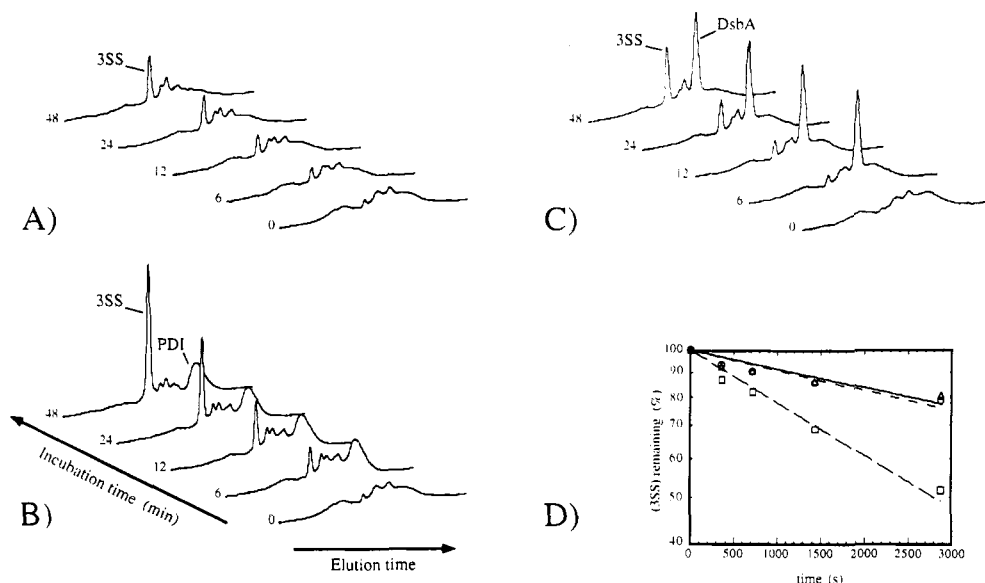 3SS
48
24
12
6
0
A)
3SS
DsbA
48
24
12
6
0
C)
3SS
PDI
48
24
12
6
0
Incubation time (min)
B)
Elution time
D)
(3SS) remaining (%)
100
90
80
70
60
50
40
0 500 1000 1500 2000 2500 3000
time (s)